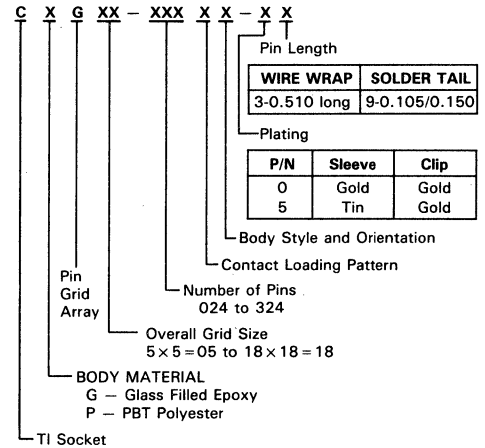 C X G XX - XXX X X - X X
Pin Length
WIRE WRAP SOLDER TAIL
3-0.510 long 9-0.105/0.150
Plating
P/N Sleeve Clip
0 Gold Gold
5 Tin Gold
Body Style and Orientation
Contact Loading Pattern
Pin
Grid
Array
Number of Pins
024 to 324
Overall Grid Size
5 × 5 = 05 to 18 × 18 = 18
BODY MATERIAL
G — Glass Filled Epoxy
P — PBT Polyester
TI Socket